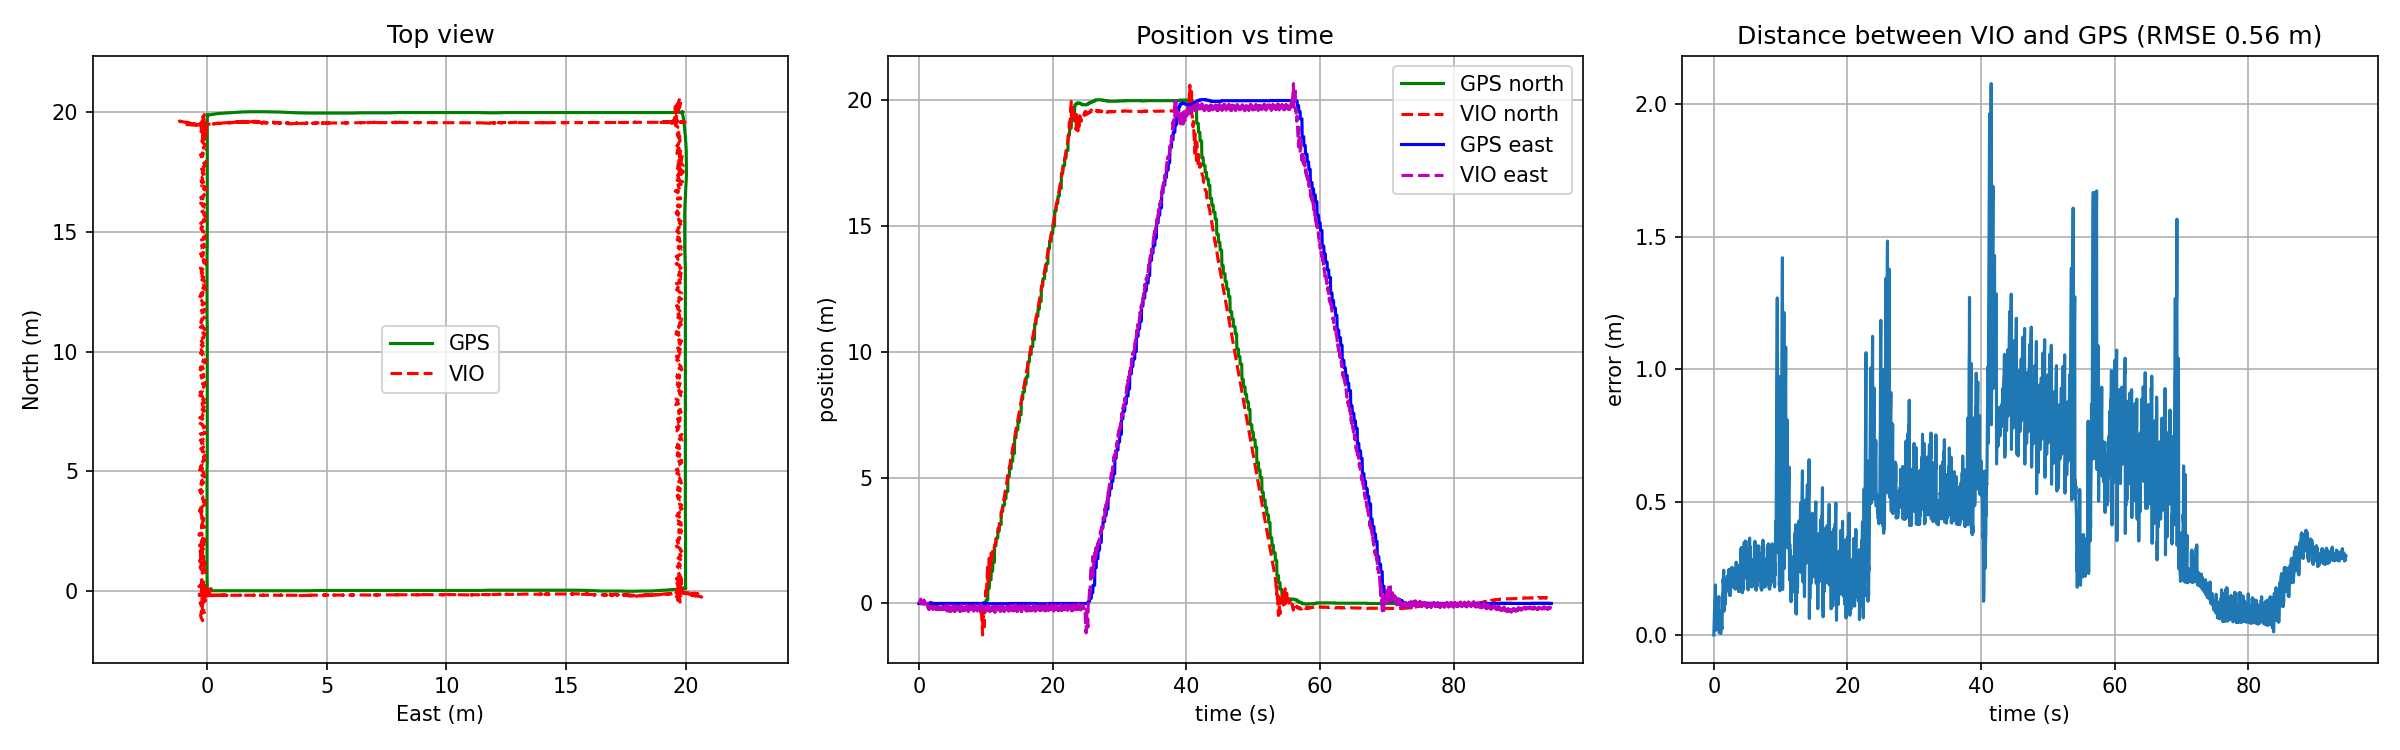 Top view
20
15
10
5
0
North (m)
GPS
VIO
0
5
10
15
20
East (m)
Position vs time
20
15
10
5
0
position (m)
GPS north
VIO north
GPS east
VIO east
0
20
40
60
80
time (s)
Distance between VIO and GPS (RMSE 0.56 m)
2.0
1.5
1.0
0.5
0.0
error (m)
0
20
40
60
80
time (s)